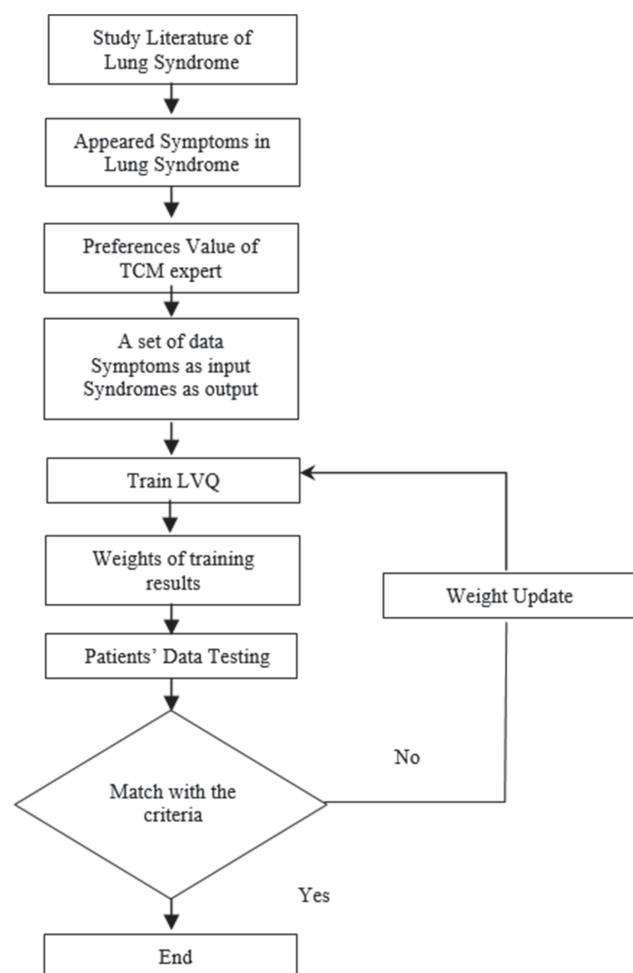 Study Literature of
Lung Syndrome
Appeared Symptoms in
Lung Syndrome
Preferences Value of
TCM expert
A set of data
Symptoms as input
Syndromes as output
Train LVQ
Weights of training
results
Weight Update
Patients’ Data Testing
No
Match with the
criteria
Yes
End